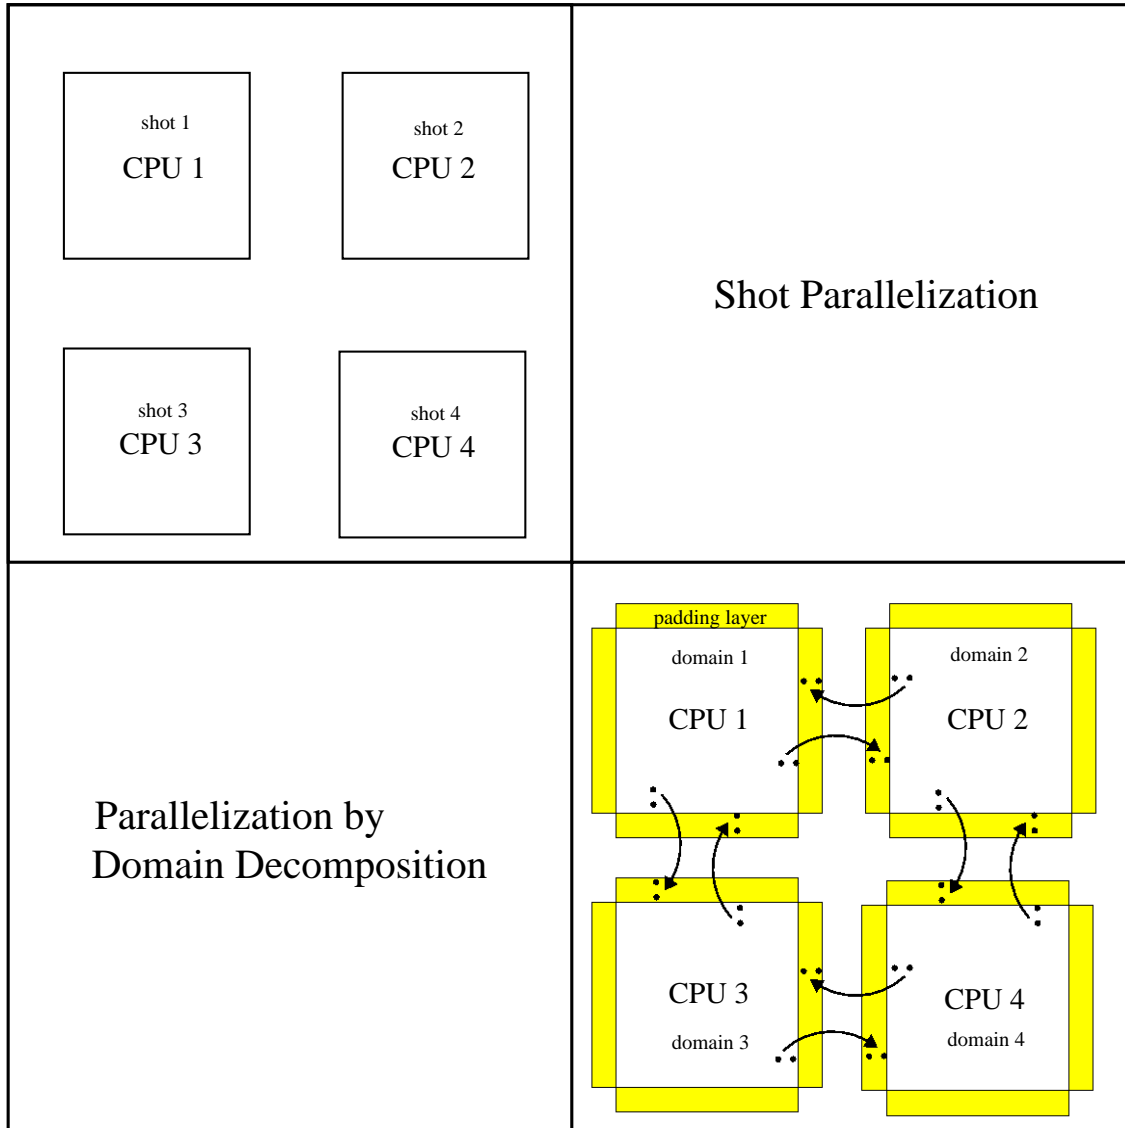 shot 1
CPU 1
shot 2
CPU 2
shot 3
CPU 3
shot 4
CPU 4
Shot Parallelization
Parallelization by
Domain Decomposition
padding layer
domain 1
CPU 1
domain 2
CPU 2
CPU 3
domain 3
CPU 4
domain 4